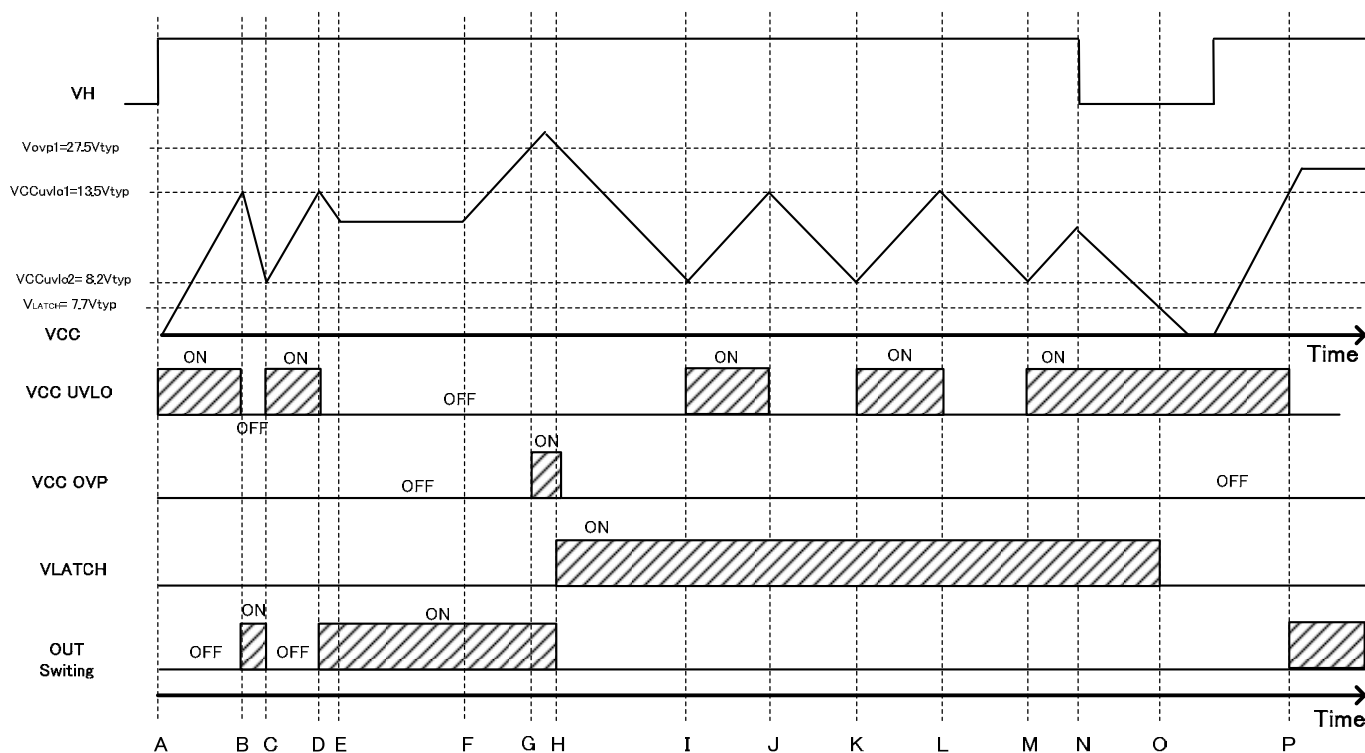 VH
Vovp1=27.5Vtyp
VCCuvlo1=13.5Vtyp
VCCuvlo2= 8.2Vtyp
VLATCH= 7.7Vtyp
VCC
Time
ON ON ON ON ON
VCC UVLO
OFF
OFF
ON
VCC OVP
OFF OFF
ON
VLATCH
ON ON
OFF OFF
OUT
Switing
Time
A B C D E F G H I J K L M N O P